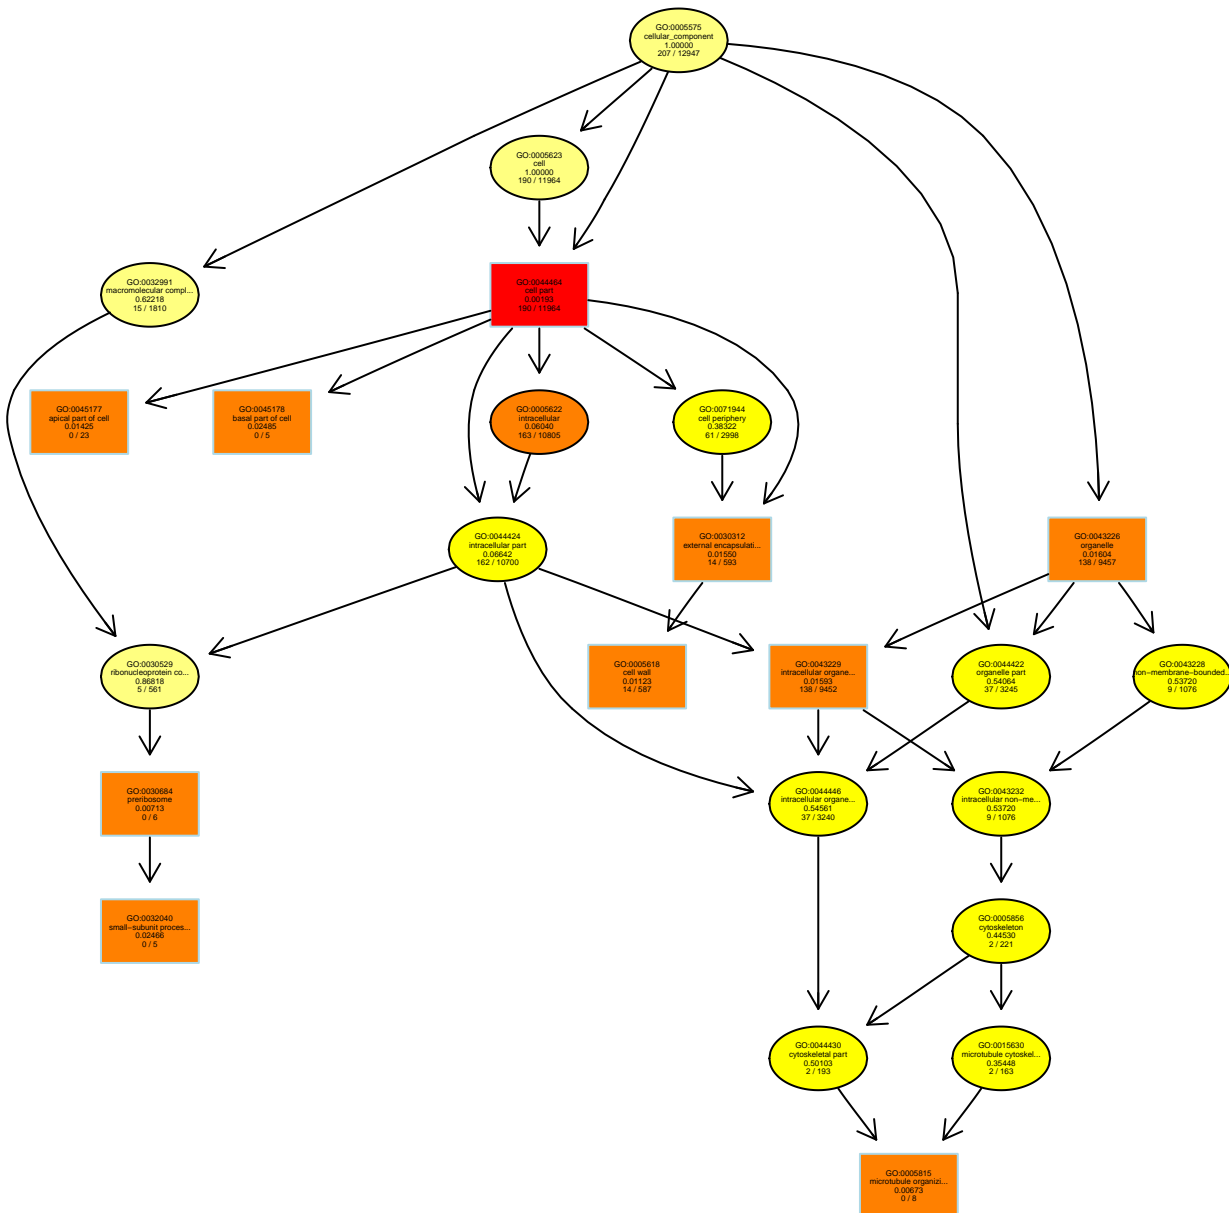 GO:0005575
cellular_component
1.00000
207 / 12947
GO:0005623
cell
1.00000
190 / 11964
GO:0032991
macromolecular compl...
0.62218
15 / 1810
GO:0044464
cell part
0.00193
190 / 11964
GO:0045177
apical part of cell
0.01425
0 / 23
GO:0045178
basal part of cell
0.02485
0 / 5
GO:0005622
intracellular
0.06040
163 / 10805
GO:0071944
cell periphery
0.38322
61 / 2998
GO:0044424
intracellular part
0.06642
162 / 10700
GO:0030312
external encapsulati...
0.01550
14 / 593
GO:0043226
organelle
0.01604
138 / 9457
GO:0030529
ribonucleoprotein co...
0.86818
5 / 561
GO:0005618
cell wall
0.01123
14 / 587
GO:0043229
intracellular organe...
0.01593
138 / 9452
GO:0044422
organelle part
0.54064
37 / 3245
GO:0043228
non−membrane−bounded...
0.53720
9 / 1076
GO:0030684
preribosome
0.00713
0 / 6
GO:0044446
intracellular organe...
0.54561
37 / 3240
GO:0043232
intracellular non−me...
0.53720
9 / 1076
GO:0032040
small−subunit proces...
0.02466
0 / 5
GO:0005856
cytoskeleton
0.44530
2 / 221
GO:0044430
cytoskeletal part
0.50103
2 / 193
GO:0015630
microtubule cytoskel...
0.35448
2 / 163
GO:0005815
microtubule organizi...
0.00673
0 / 8